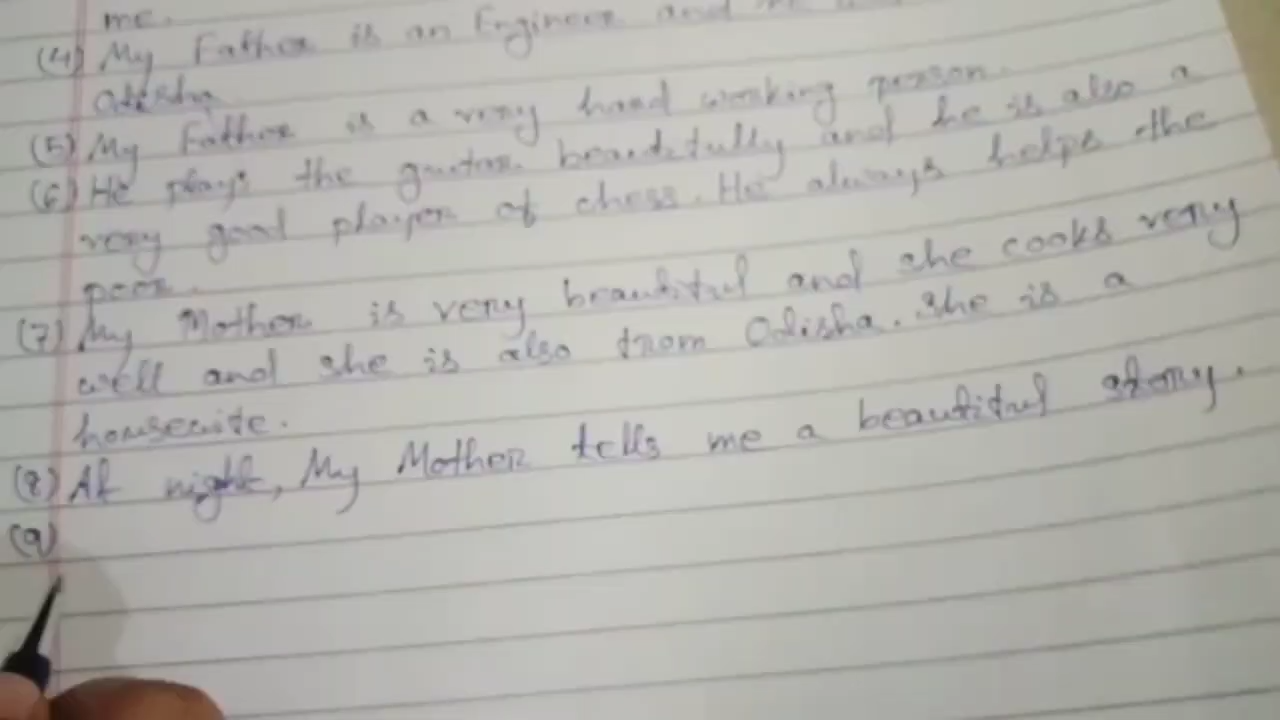 me.
(4) My Father is an Engineer and
Odisha
(5) My Father is a very hard working person.
(6) He plays the guitar beautifully and he is also a
very good player of chess. He always helps the
poor.
(7) My Mother is very beautiful and she cooks very
well and she is also from Odisha. She is a
housewife.
(8) At night, My Mother tells me a beautiful story.
(9)